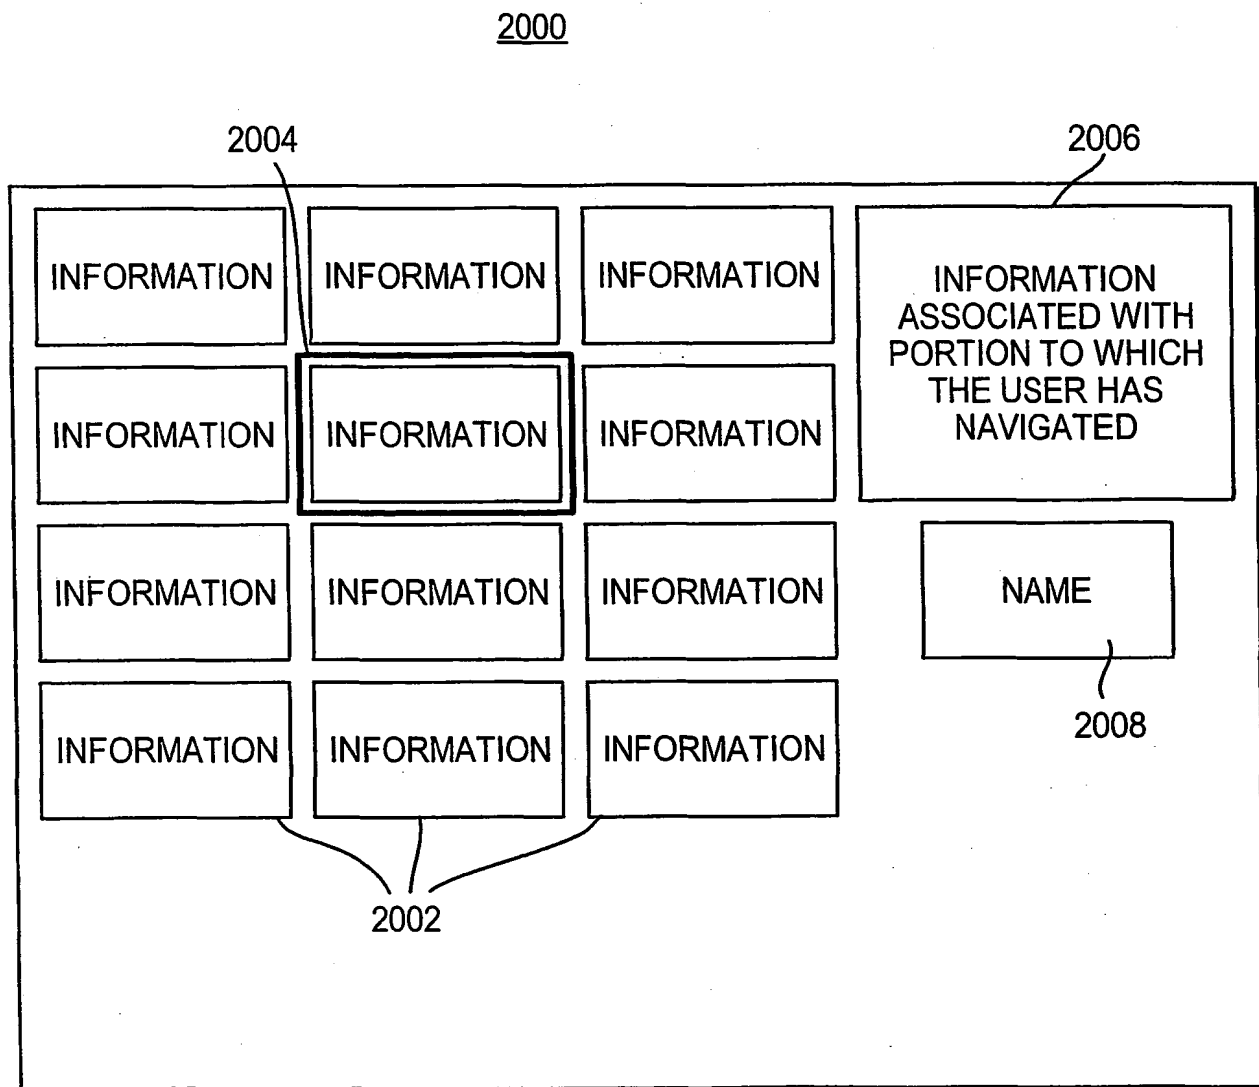 2000
2004
2006
INFORMATION INFORMATION INFORMATION
INFORMATION
ASSOCIATED WITH
PORTION TO WHICH
THE USER HAS
NAVIGATED
INFORMATION INFORMATION INFORMATION
INFORMATION INFORMATION INFORMATION
NAME
2008
INFORMATION INFORMATION INFORMATION
2002